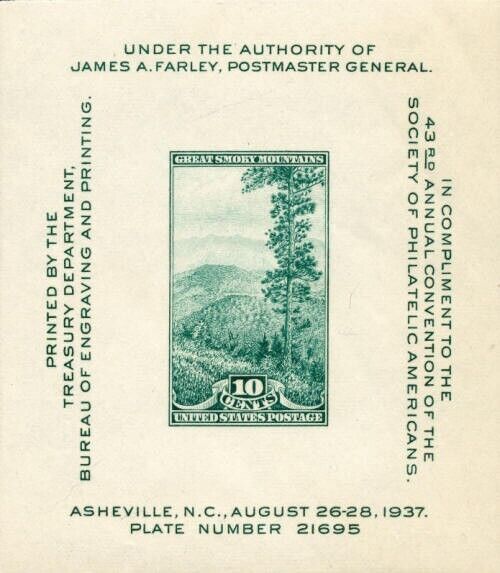 UNDER THE AUTHORITY OF
JAMES A. FARLEY, POSTMASTER GENERAL.
PRINTED BY THE
TREASURY DEPARTMENT,
BUREAU OF ENGRAVING AND PRINTING.
GREAT SMOKY MOUNTAINS
10
CENTS
UNITED STATES POSTAGE
IN COMPLIMENT TO THE
43RD ANNUAL CONVENTION OF THE
SOCIETY OF PHILATELIC AMERICANS.
ASHEVILLE, N.C., AUGUST 26-28, 1937.
PLATE NUMBER 21695